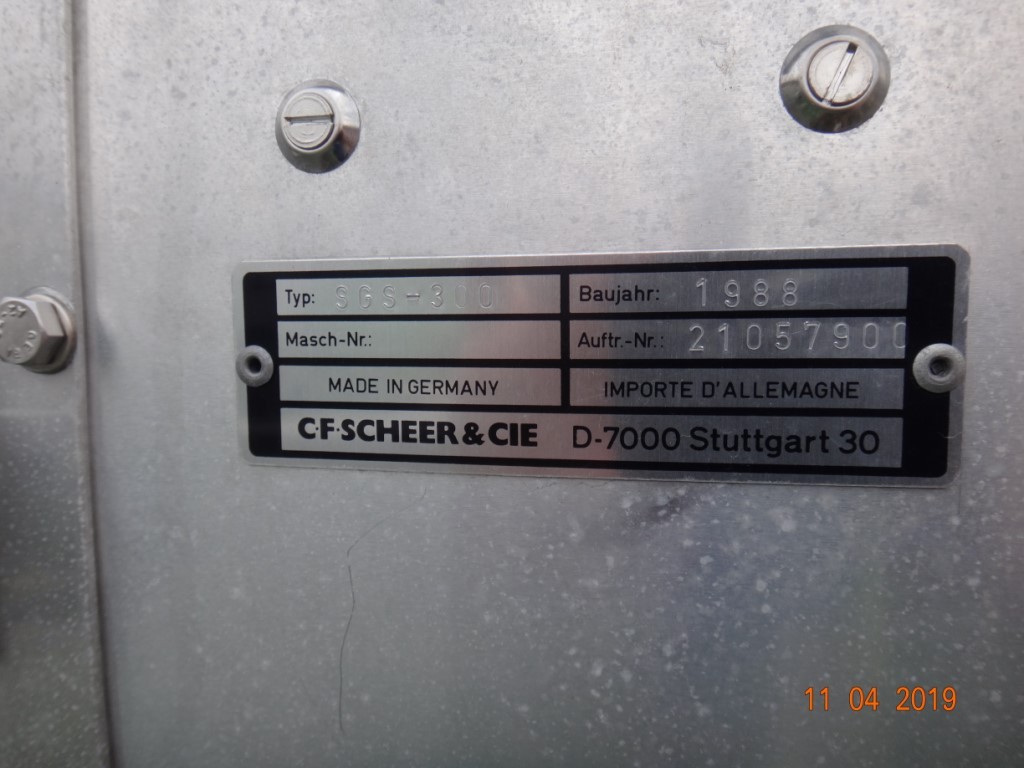 Typ: SGS-300 Baujahr: 1988
Masch-Nr.: Auftr.-Nr.: 21057900
MADE IN GERMANY IMPORTE D'ALLEMAGNE
C·F·SCHEER & CIE D-7000 Stuttgart 30
11 04 2019